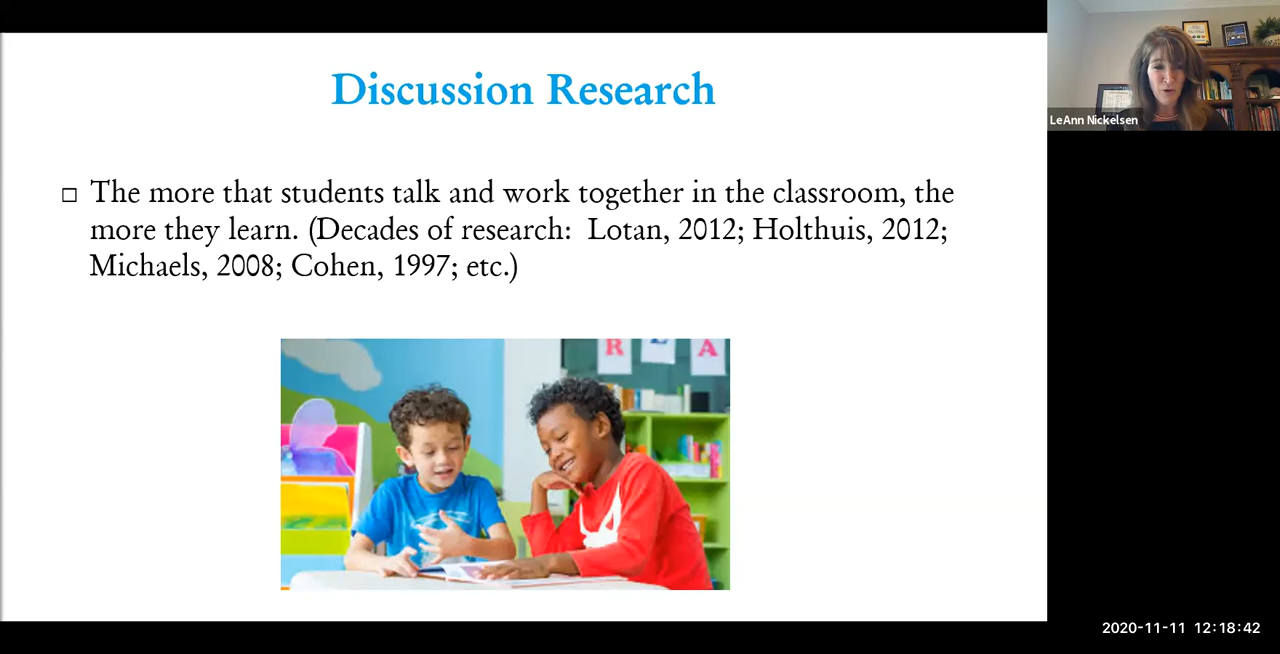 Discussion Research
□ The more that students talk and work together in the classroom, the
more they learn. (Decades of research:  Lotan, 2012; Holthuis, 2012;
Michaels, 2008; Cohen, 1997; etc.)
R
A
LeAnn Nickelsen
2020-11-11 12:18:42